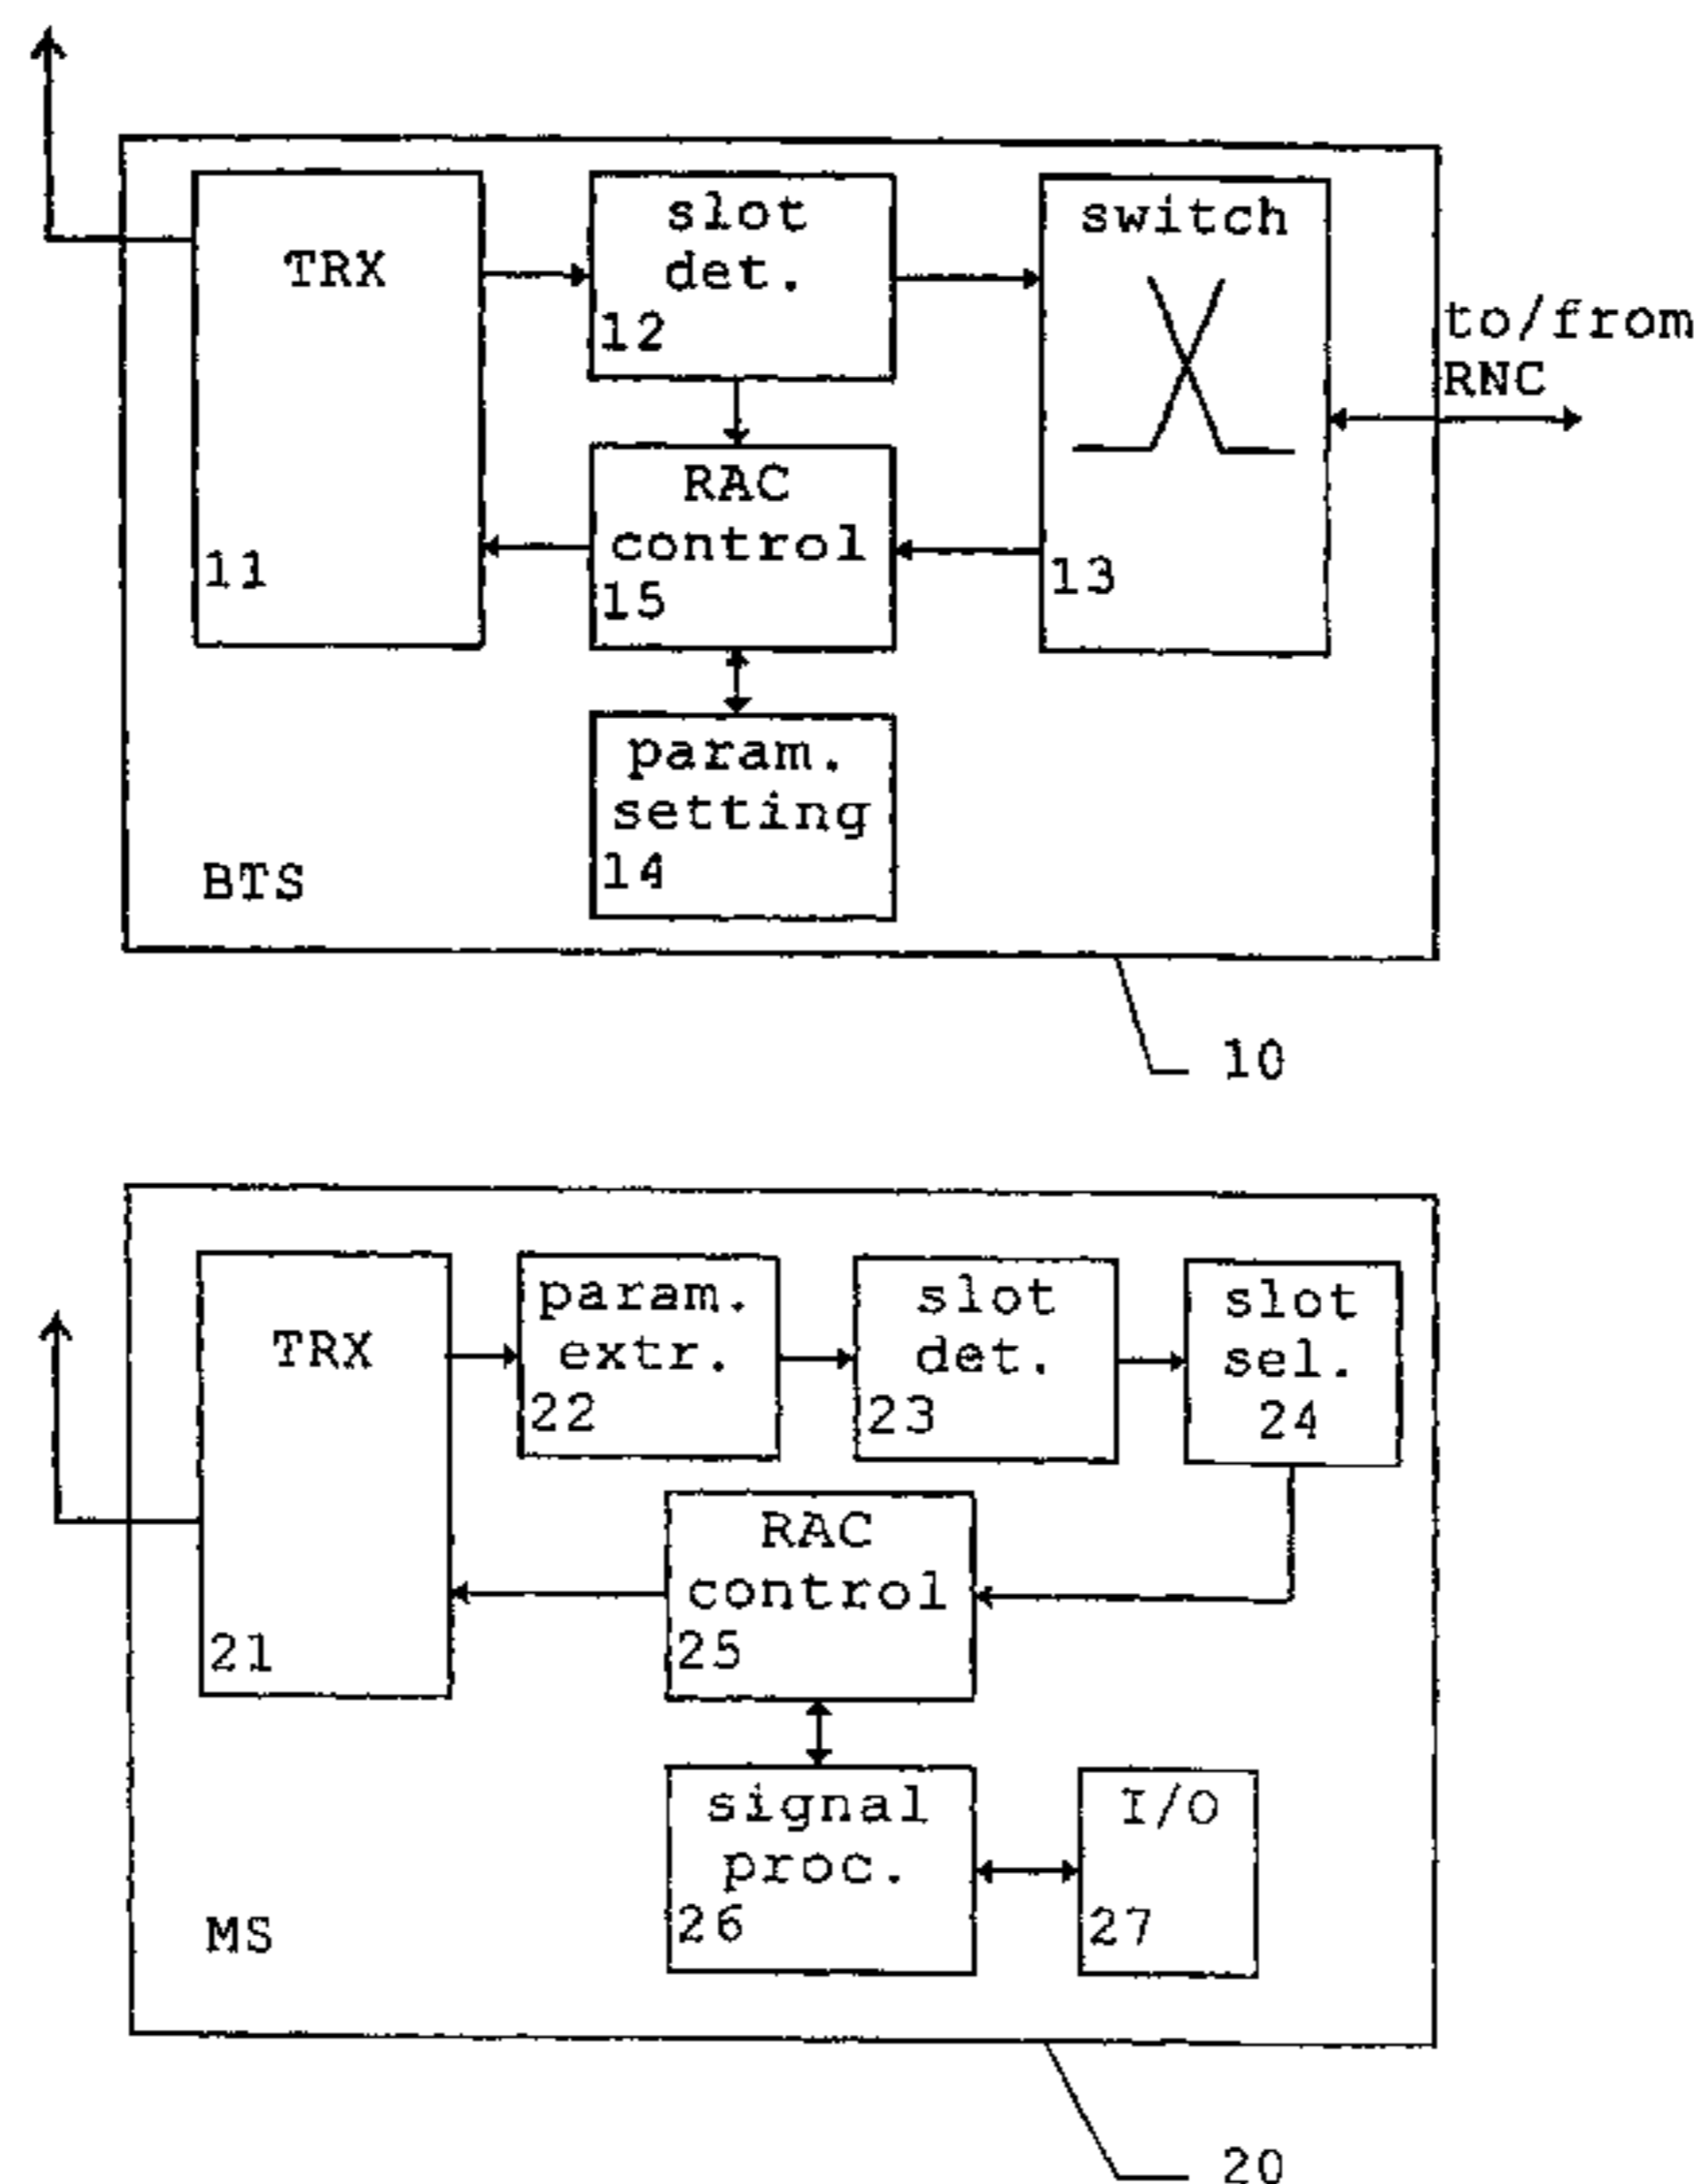 TRX
11
slot
det.
12
switch
13
to/from
RNC
RAC
control
15
param.
setting
14
BTS
10
TRX
21
param.
extr.
22
slot
det.
23
slot
sel.
24
RAC
control
25
signal
proc.
26
I/O
27
MS
20